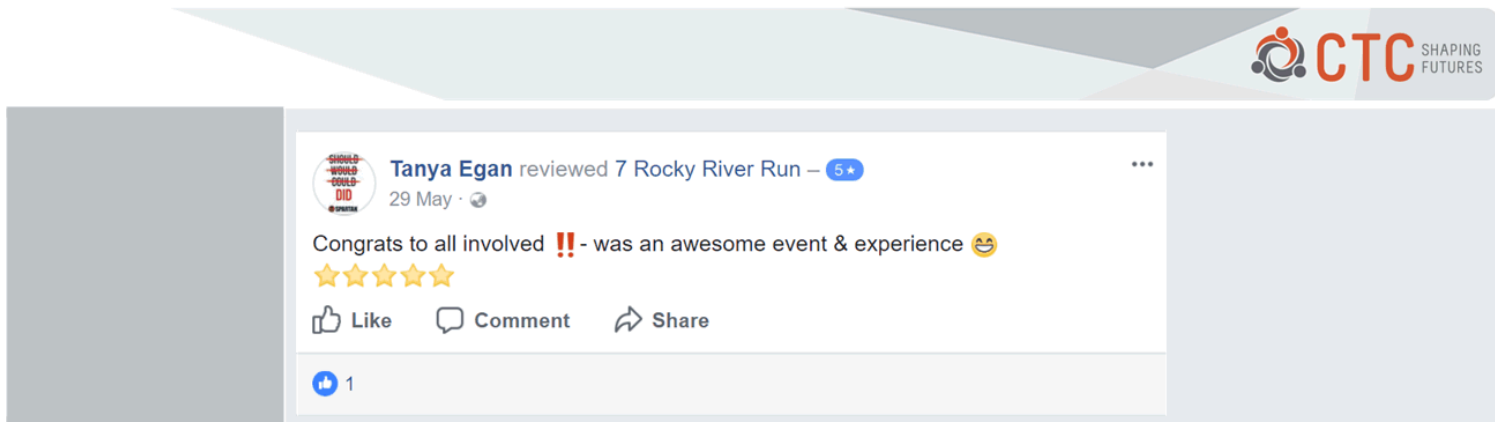 CTC SHAPING
FUTURES
SHOULD
WOULD
COULD
DID
SPARTAN
Tanya Egan reviewed 7 Rocky River Run – 5★
29 May ·
Congrats to all involved ‼️- was an awesome event & experience 😁
⭐⭐⭐⭐⭐
Like Comment Share
1